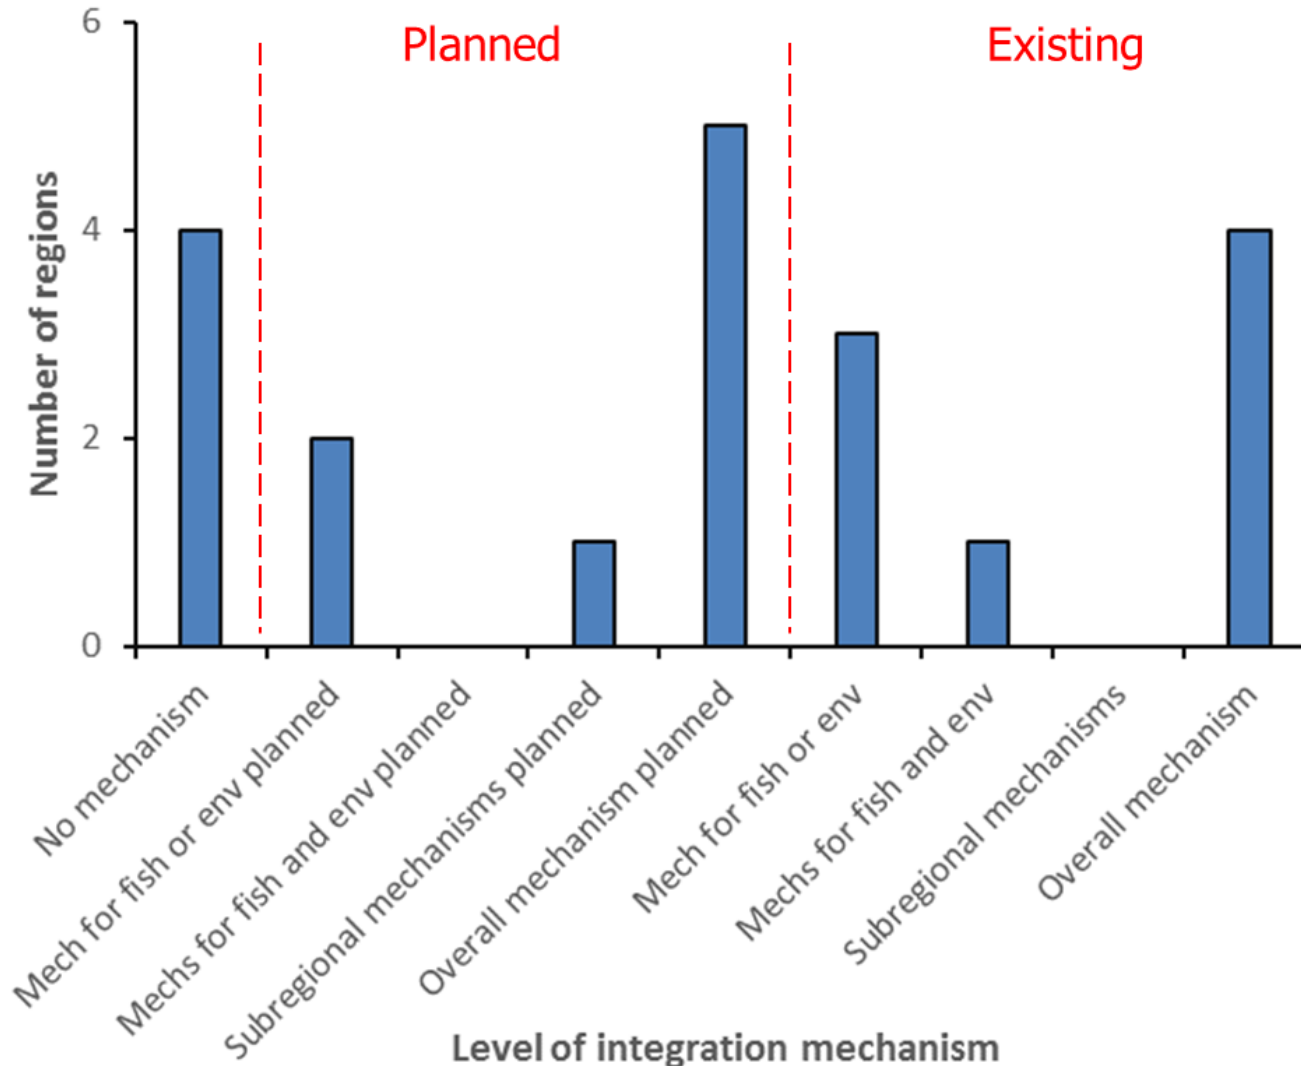 Planned
Existing
6
4
2
0
Number of regions
No mechanism
Mech for fish or env planned
Mechs for fish and env planned
Subregional mechanisms planned
Overall mechanism planned
Mech for fish or env
Mechs for fish and env
Subregional mechanisms
Overall mechanism
Level of integration mechanism